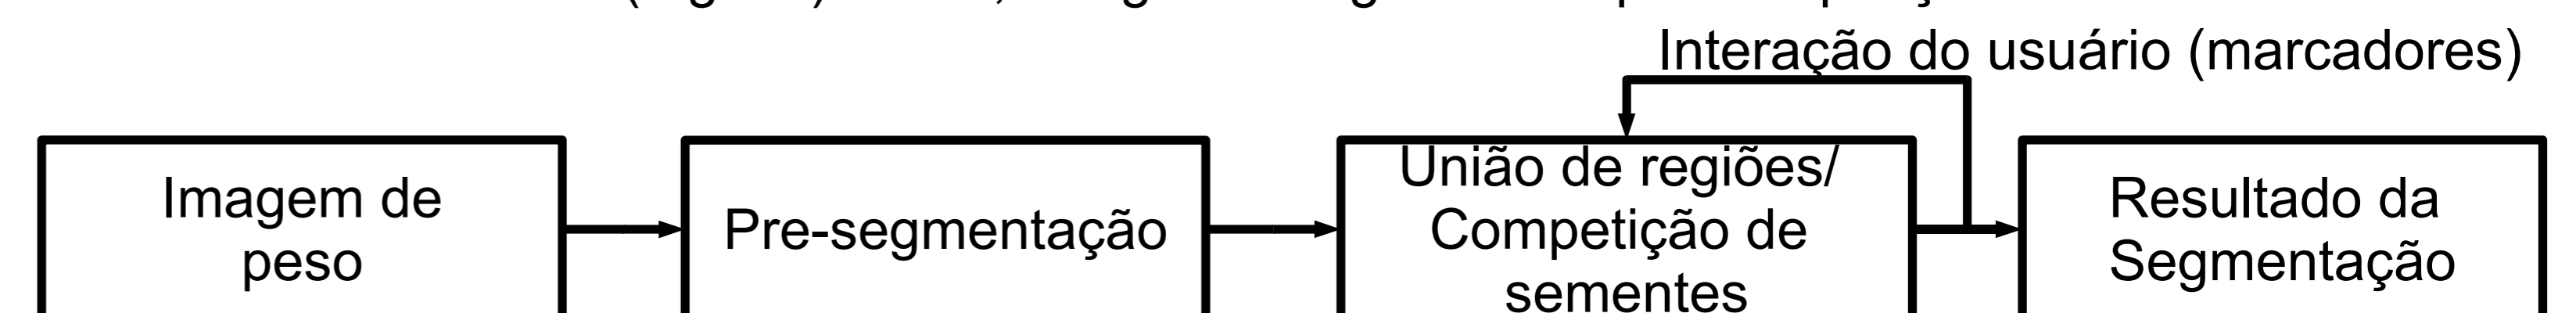 Interação do usuário (marcadores)
Imagem de
peso
Pre-segmentação
União de regiões/
Competição de
sementes
Resultado da
Segmentação